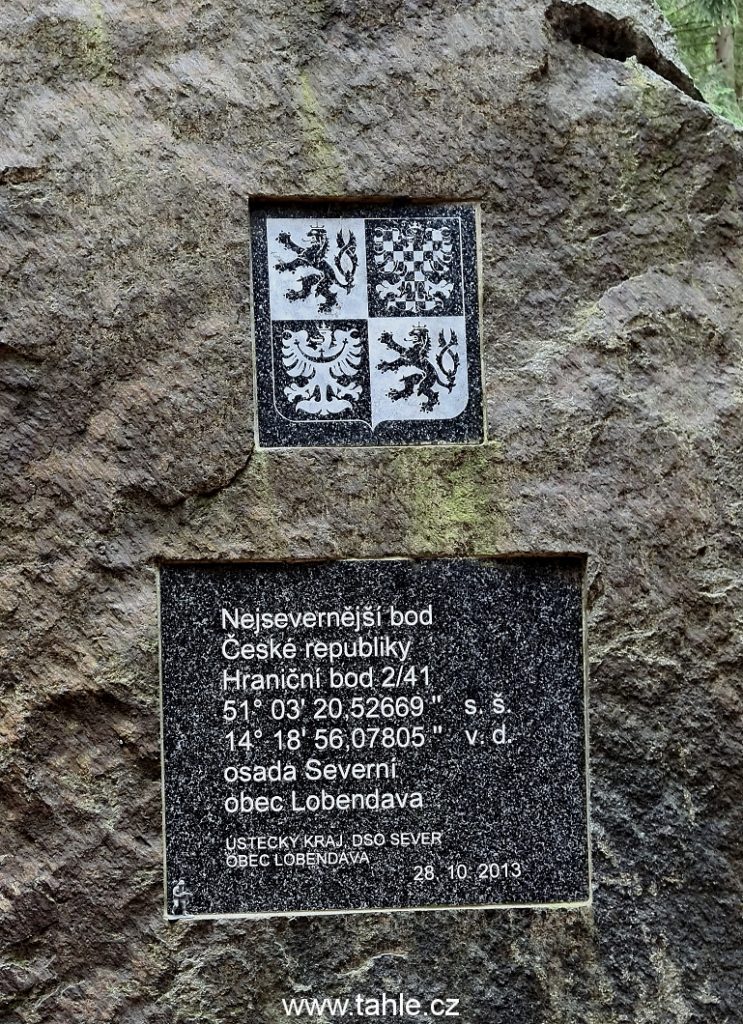 Nejsevernější bod
České republiky
Hraniční bod 2/41
51° 03' 20,52669 " s. š.
14° 18' 56,07805 " v. d.
osada Severní
obec Lobendava
ÚSTECKÝ KRAJ, DSO SEVER
OBEC LOBENDAVA
28. 10. 2013
www.tahle.cz